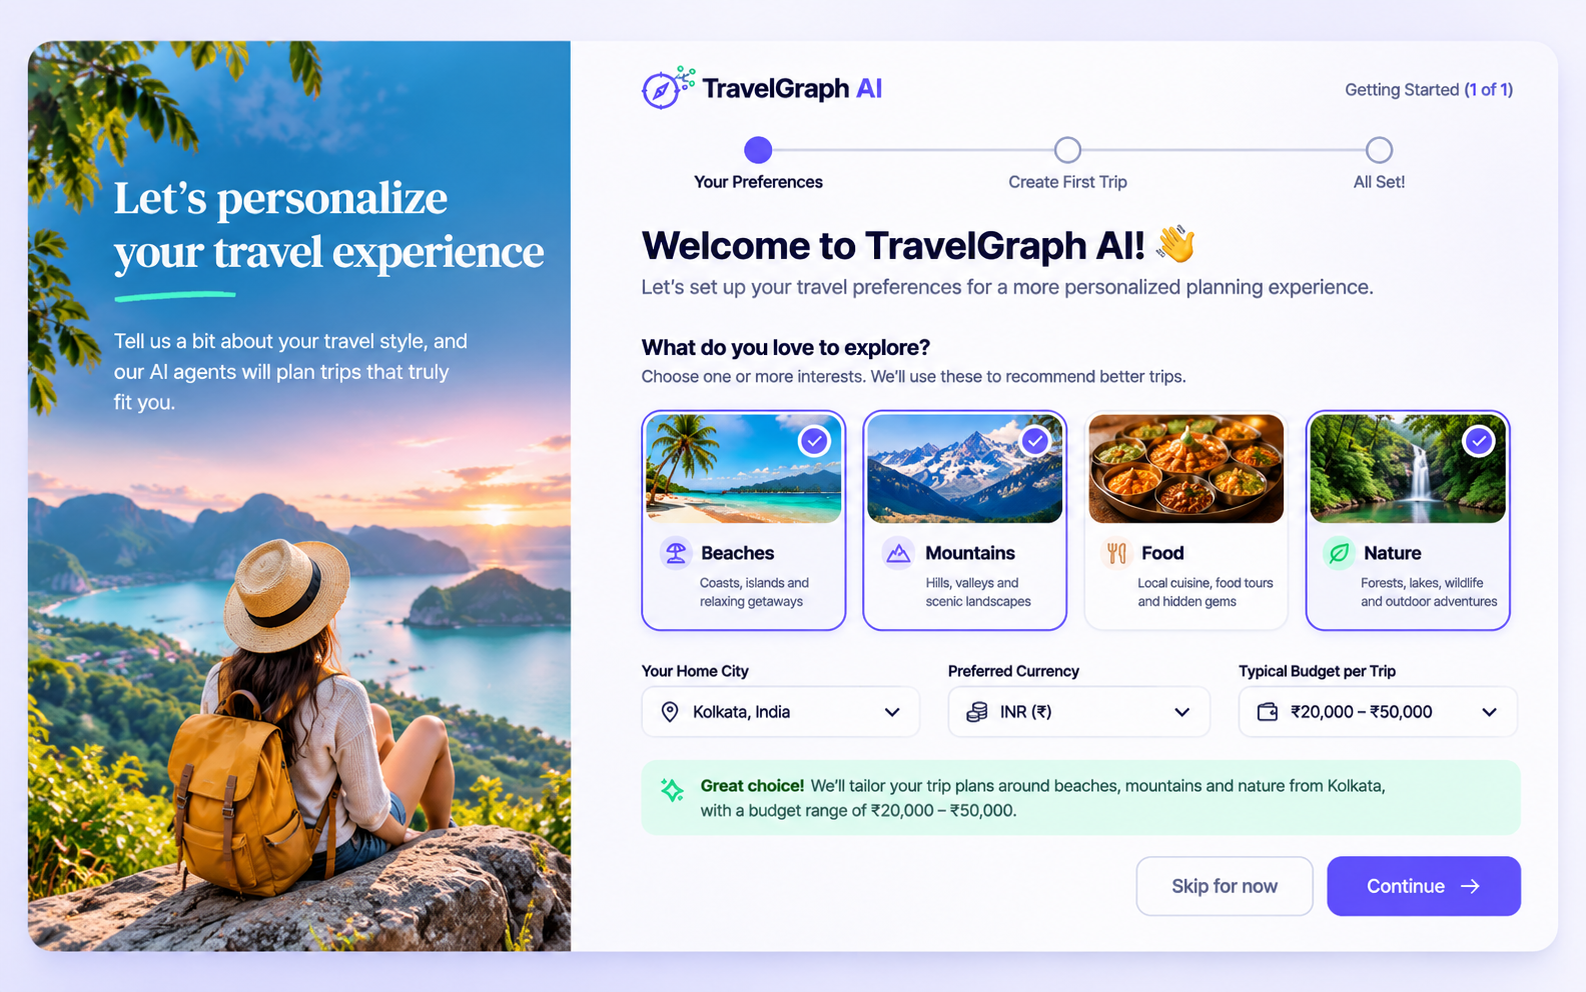 Let's personalize
your travel experience
Tell us a bit about your travel style, and
our AI agents will plan trips that truly
fit you.
TravelGraph AI
Getting Started (1 of 1)
Your Preferences
Create First Trip
All Set!
Welcome to TravelGraph AI! 👋
Let's set up your travel preferences for a more personalized planning experience.
What do you love to explore?
Choose one or more interests. We'll use these to recommend better trips.
Beaches
Coasts, islands and
relaxing getaways
Mountains
Hills, valleys and
scenic landscapes
Food
Local cuisine, food tours
and hidden gems
Nature
Forests, lakes, wildlife
and outdoor adventures
Your Home City
Kolkata, India
Preferred Currency
INR (₹)
Typical Budget per Trip
₹20,000 – ₹50,000
Great choice! We'll tailor your trip plans around beaches, mountains and nature from Kolkata,
with a budget range of ₹20,000 – ₹50,000.
Skip for now
Continue →